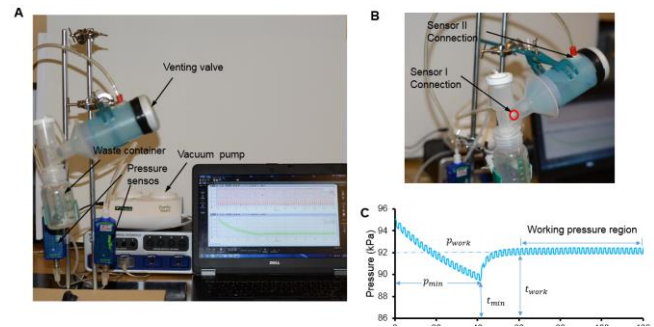 A
Venting valve
Waste container
Pressure
sensos
Vacuum pump
DELL
B
Sensor II
Connection
Sensor I
Connection
C
Pressure (kPa)
96
94
92
90
88
86
p_work
p_min
t_min
t_work
Working pressure region
0
20
40
60
80
100
120